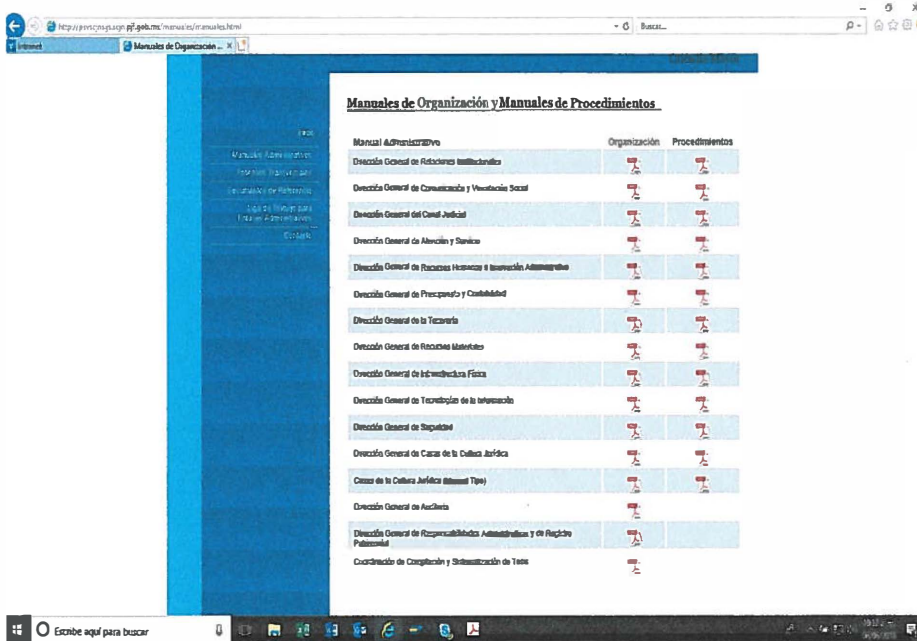 Buscar...
Intranet
Manuales de Organización ...
Manuales de Organización y Manuales de Procedimientos
Inicio
Manuales Administrativos
Contacto
Manual Administrativo Organización Procedimientos
Dirección General de Relaciones Institucionales
Dirección General de Comunicación y Vinculación Social
Dirección General del Canal Judicial
Dirección General de Atención y Servicio
Dirección General de Recursos Humanos e Innovación Administrativa
Dirección General de Presupuesto y Contabilidad
Dirección General de la Tesorería
Dirección General de Recursos Materiales
Dirección General de Infraestructura Física
Dirección General de Tecnologías de la Información
Dirección General de Seguridad
Dirección General de Casas de la Cultura Jurídica
Casas de la Cultura Jurídica (Manual Tipo)
Dirección General de Auditoría
Dirección General de Responsabilidades Administrativas y de Registro
Patrimonial
Coordinación de Compilación y Sistematización de Tesis
Escribe aquí para buscar